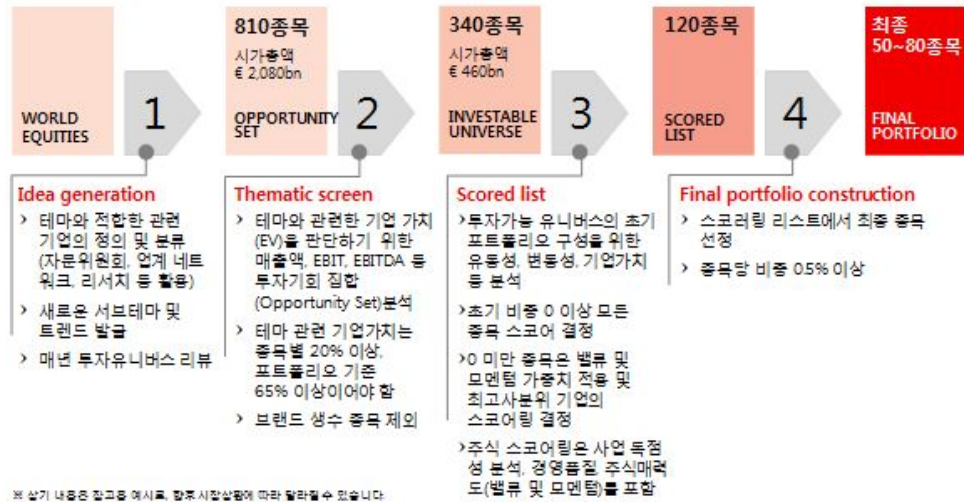 WORLD
EQUITIES
1
810종목
시가총액
€ 2,080bn
OPPORTUNITY
SET
2
340종목
시가총액
€ 460bn
INVESTABLE
UNIVERSE
3
120종목
SCORED
LIST
4
최종
50~80종목
FINAL
PORTFOLIO
Idea generation
› 테마와 적합한 관련
기업의 정의 및 분류
(자문위원회, 업계 네트
워크, 리서치 등 활용)
› 새로운 서브테마 및
트렌드 발굴
› 매년 투자유니버스 리뷰
Thematic screen
› 테마와 관련한 기업 가치
(EV)을 판단하기 위한
매출액, EBIT, EBITDA 등
투자기회 집합
(Opportunity Set)분석
› 테마 관련 기업가치는
종목별 20% 이상,
포트폴리오 기준
65% 이상이어야 함
› 브랜드 생수 종목 제외
Scored list
›투자가능 유니버스의 초기
포트폴리오 구성을 위한
유동성, 변동성, 기업가치
등 분석
›초기 비중 0 이상 모든
종목 스코어 결정
›0 미만 종목은 밸류 및
모멘텀 가중치 적용 및
최고사분위 기업의
스코어링 결정
›주식 스코어링은 사업 독점
성 분석, 경영품질, 주식매력
도(밸류 및 모멘텀)를 포함
Final portfolio construction
› 스코러링 리스트에서 최종 종목
선정
› 종목당 비중 0.5% 이상
※ 상기 내용은 참고용 예시로, 향후 시장상황에 따라 달라질 수 있습니다.